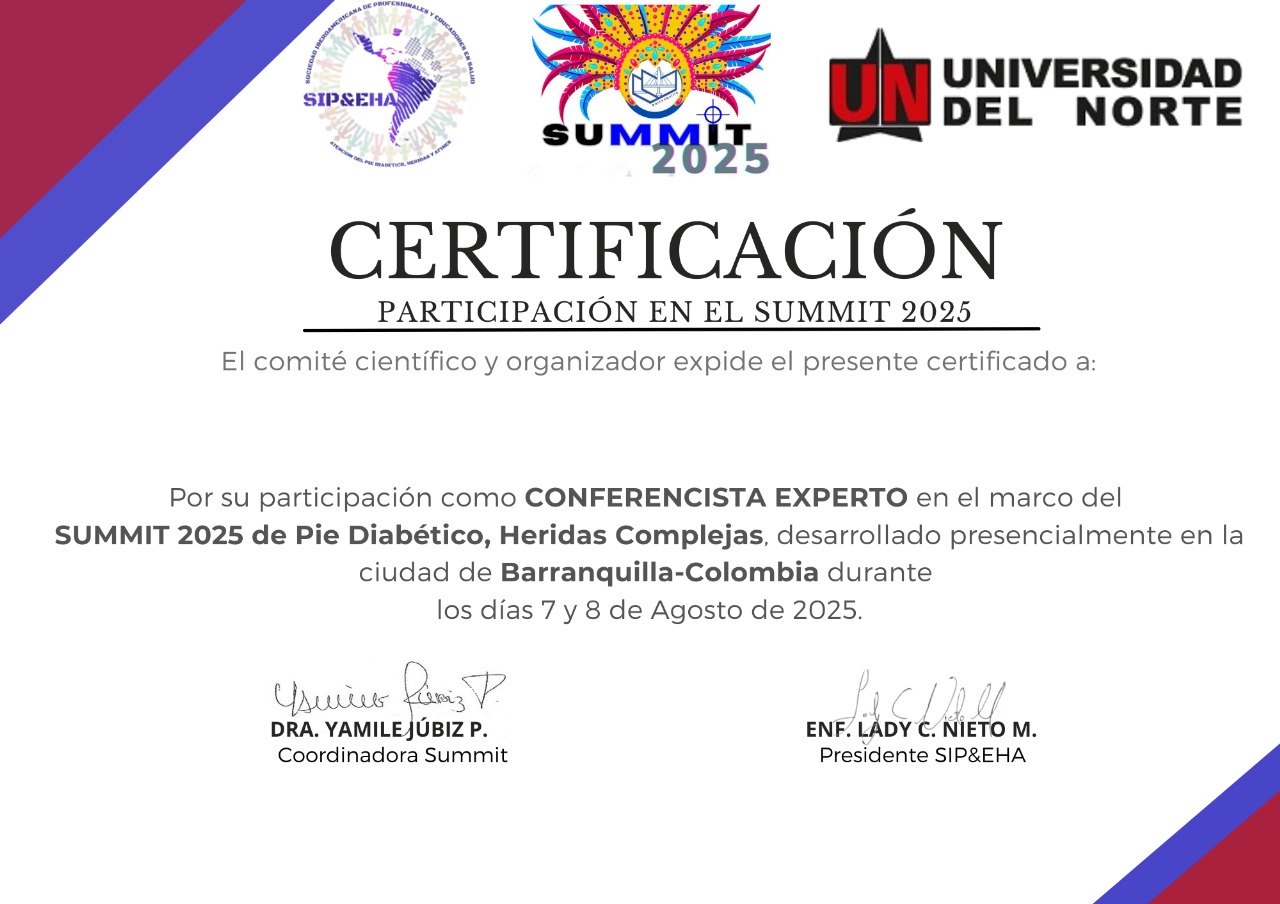 SOCIEDAD IBEROAMERICANA DE PROFESIONALES Y EDUCADORES EN SALUD
SIP&EHA
ATENCIÓN DEL PIE DIABÉTICO, HERIDAS Y AFINES
SUMMIT
2025
UN
UNIVERSIDAD
DEL NORTE
CERTIFICACIÓN
PARTICIPACIÓN EN EL SUMMIT 2025
El comité científico y organizador expide el presente certificado a:
Por su participación como CONFERENCISTA EXPERTO en el marco del
SUMMIT 2025 de Pie Diabético, Heridas Complejas, desarrollado presencialmente en la
ciudad de Barranquilla-Colombia durante
los días 7 y 8 de Agosto de 2025.
Yamile Júbiz P.
DRA. YAMILE JÚBIZ P.
Coordinadora Summit
ENF. LADY C. NIETO M.
Presidente SIP&EHA